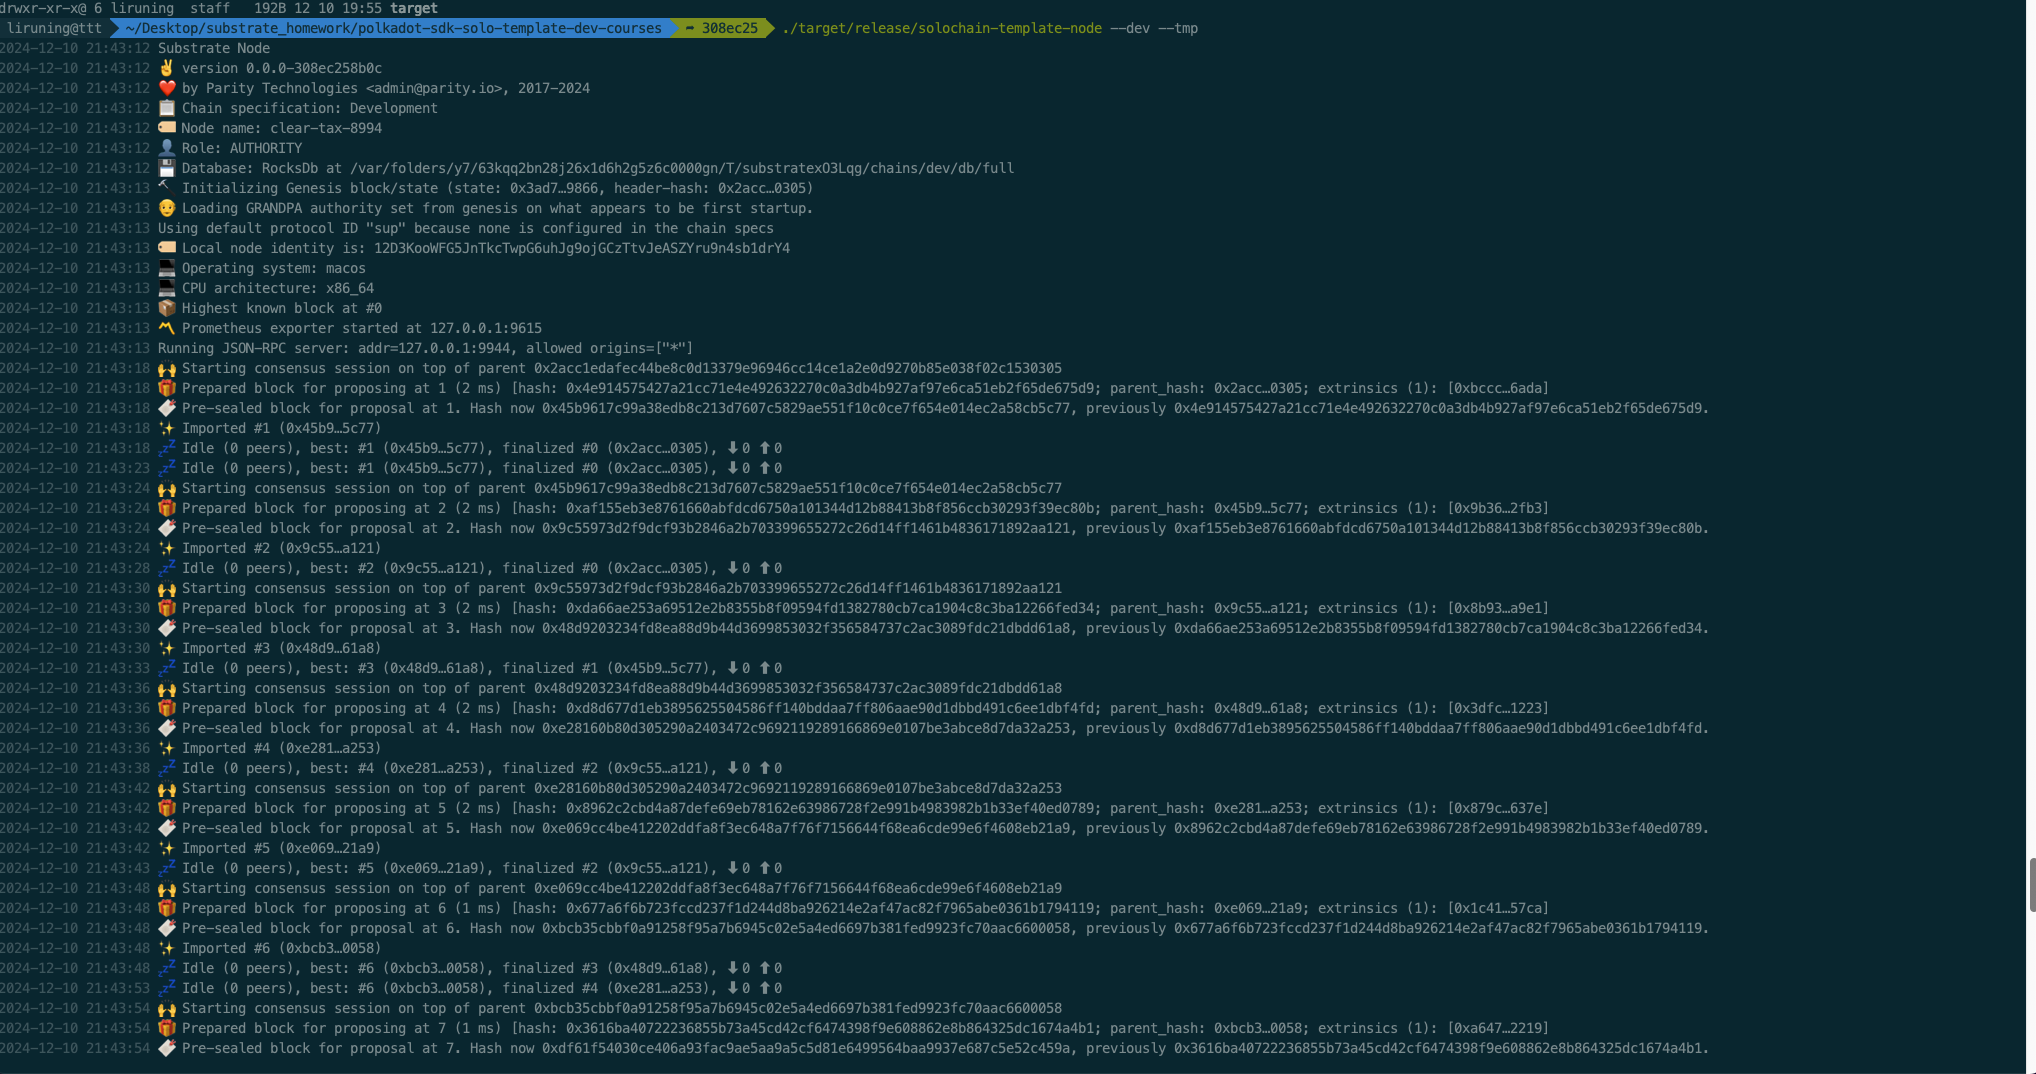 drwxr-xr-x@ 6 liruning  staff   192B 12 10 19:55 target
liruning@ttt ~/Desktop/substrate_homework/polkadot-sdk-solo-template-dev-courses 308ec25 ./target/release/solochain-template-node --dev --tmp
2024-12-10 21:43:12 Substrate Node
2024-12-10 21:43:12 ✌️ version 0.0.0-308ec258b0c
2024-12-10 21:43:12 ❤️ by Parity Technologies <admin@parity.io>, 2017-2024
2024-12-10 21:43:12 📋 Chain specification: Development
2024-12-10 21:43:12 🏷 Node name: clear-tax-8994
2024-12-10 21:43:12 👤 Role: AUTHORITY
2024-12-10 21:43:12 💾 Database: RocksDb at /var/folders/y7/63kqq2bn28j26x1d6h2g5z6c0000gn/T/substratexO3Lqg/chains/dev/db/full
2024-12-10 21:43:13 🔨 Initializing Genesis block/state (state: 0x3ad7…9866, header-hash: 0x2acc…0305)
2024-12-10 21:43:13 👴 Loading GRANDPA authority set from genesis on what appears to be first startup.
2024-12-10 21:43:13 Using default protocol ID "sup" because none is configured in the chain specs
2024-12-10 21:43:13 🏷 Local node identity is: 12D3KooWFG5JnTkcTwpG6uhJg9ojGCzTtvJeASZYru9n4sb1drY4
2024-12-10 21:43:13 💻 Operating system: macos
2024-12-10 21:43:13 💻 CPU architecture: x86_64
2024-12-10 21:43:13 📦 Highest known block at #0
2024-12-10 21:43:13 〽️ Prometheus exporter started at 127.0.0.1:9615
2024-12-10 21:43:13 Running JSON-RPC server: addr=127.0.0.1:9944, allowed origins=["*"]
2024-12-10 21:43:18 🙌 Starting consensus session on top of parent 0x2acc1edafec44be8c0d13379e96946cc14ce1a2e0d9270b85e038f02c1530305
2024-12-10 21:43:18 🎁 Prepared block for proposing at 1 (2 ms) [hash: 0x4e914575427a21cc71e4e492632270c0a3db4b927af97e6ca51eb2f65de675d9; parent_hash: 0x2acc…0305; extrinsics (1): [0xbccc…6ada]
2024-12-10 21:43:18 🔖 Pre-sealed block for proposal at 1. Hash now 0x45b9617c99a38edb8c213d7607c5829ae551f10c0ce7f654e014ec2a58cb5c77, previously 0x4e914575427a21cc71e4e492632270c0a3db4b927af97e6ca51eb2f65de675d9.
2024-12-10 21:43:18 ✨ Imported #1 (0x45b9…5c77)
2024-12-10 21:43:18 💤 Idle (0 peers), best: #1 (0x45b9…5c77), finalized #0 (0x2acc…0305), ⬇ 0 ⬆ 0
2024-12-10 21:43:23 💤 Idle (0 peers), best: #1 (0x45b9…5c77), finalized #0 (0x2acc…0305), ⬇ 0 ⬆ 0
2024-12-10 21:43:24 🙌 Starting consensus session on top of parent 0x45b9617c99a38edb8c213d7607c5829ae551f10c0ce7f654e014ec2a58cb5c77
2024-12-10 21:43:24 🎁 Prepared block for proposing at 2 (2 ms) [hash: 0xaf155eb3e8761660abfdcd6750a101344d12b88413b8f856ccb30293f39ec80b; parent_hash: 0x45b9…5c77; extrinsics (1): [0x9b36…2fb3]
2024-12-10 21:43:24 🔖 Pre-sealed block for proposal at 2. Hash now 0x9c55973d2f9dcf93b2846a2b703399655272c26d14ff1461b4836171892aa121, previously 0xaf155eb3e8761660abfdcd6750a101344d12b88413b8f856ccb30293f39ec80b.
2024-12-10 21:43:24 ✨ Imported #2 (0x9c55…a121)
2024-12-10 21:43:28 💤 Idle (0 peers), best: #2 (0x9c55…a121), finalized #0 (0x2acc…0305), ⬇ 0 ⬆ 0
2024-12-10 21:43:30 🙌 Starting consensus session on top of parent 0x9c55973d2f9dcf93b2846a2b703399655272c26d14ff1461b4836171892aa121
2024-12-10 21:43:30 🎁 Prepared block for proposing at 3 (2 ms) [hash: 0xda66ae253a69512e2b8355b8f09594fd1382780cb7ca1904c8c3ba12266fed34; parent_hash: 0x9c55…a121; extrinsics (1): [0x8b93…a9e1]
2024-12-10 21:43:30 🔖 Pre-sealed block for proposal at 3. Hash now 0x48d9203234fd8ea88d9b44d3699853032f356584737c2ac3089fdc21dbdd61a8, previously 0xda66ae253a69512e2b8355b8f09594fd1382780cb7ca1904c8c3ba12266fed34.
2024-12-10 21:43:30 ✨ Imported #3 (0x48d9…61a8)
2024-12-10 21:43:33 💤 Idle (0 peers), best: #3 (0x48d9…61a8), finalized #1 (0x45b9…5c77), ⬇ 0 ⬆ 0
2024-12-10 21:43:36 🙌 Starting consensus session on top of parent 0x48d9203234fd8ea88d9b44d3699853032f356584737c2ac3089fdc21dbdd61a8
2024-12-10 21:43:36 🎁 Prepared block for proposing at 4 (2 ms) [hash: 0xd8d677d1eb3895625504586ff140bddaa7ff806aae90d1dbbd491c6ee1dbf4fd; parent_hash: 0x48d9…61a8; extrinsics (1): [0x3dfc…1223]
2024-12-10 21:43:36 🔖 Pre-sealed block for proposal at 4. Hash now 0xe28160b80d305290a2403472c9692119289166869e0107be3abce8d7da32a253, previously 0xd8d677d1eb3895625504586ff140bddaa7ff806aae90d1dbbd491c6ee1dbf4fd.
2024-12-10 21:43:36 ✨ Imported #4 (0xe281…a253)
2024-12-10 21:43:38 💤 Idle (0 peers), best: #4 (0xe281…a253), finalized #2 (0x9c55…a121), ⬇ 0 ⬆ 0
2024-12-10 21:43:42 🙌 Starting consensus session on top of parent 0xe28160b80d305290a2403472c9692119289166869e0107be3abce8d7da32a253
2024-12-10 21:43:42 🎁 Prepared block for proposing at 5 (2 ms) [hash: 0x8962c2cbd4a87defe69eb78162e63986728f2e991b4983982b1b33ef40ed0789; parent_hash: 0xe281…a253; extrinsics (1): [0x879c…637e]
2024-12-10 21:43:42 🔖 Pre-sealed block for proposal at 5. Hash now 0xe069cc4be412202ddfa8f3ec648a7f76f7156644f68ea6cde99e6f4608eb21a9, previously 0x8962c2cbd4a87defe69eb78162e63986728f2e991b4983982b1b33ef40ed0789.
2024-12-10 21:43:42 ✨ Imported #5 (0xe069…21a9)
2024-12-10 21:43:43 💤 Idle (0 peers), best: #5 (0xe069…21a9), finalized #2 (0x9c55…a121), ⬇ 0 ⬆ 0
2024-12-10 21:43:48 🙌 Starting consensus session on top of parent 0xe069cc4be412202ddfa8f3ec648a7f76f7156644f68ea6cde99e6f4608eb21a9
2024-12-10 21:43:48 🎁 Prepared block for proposing at 6 (1 ms) [hash: 0x677a6f6b723fccd237f1d244d8ba926214e2af47ac82f7965abe0361b1794119; parent_hash: 0xe069…21a9; extrinsics (1): [0x1c41…57ca]
2024-12-10 21:43:48 🔖 Pre-sealed block for proposal at 6. Hash now 0xbcb35cbbf0a91258f95a7b6945c02e5a4ed6697b381fed9923fc70aac6600058, previously 0x677a6f6b723fccd237f1d244d8ba926214e2af47ac82f7965abe0361b1794119.
2024-12-10 21:43:48 ✨ Imported #6 (0xbcb3…0058)
2024-12-10 21:43:48 💤 Idle (0 peers), best: #6 (0xbcb3…0058), finalized #3 (0x48d9…61a8), ⬇ 0 ⬆ 0
2024-12-10 21:43:53 💤 Idle (0 peers), best: #6 (0xbcb3…0058), finalized #4 (0xe281…a253), ⬇ 0 ⬆ 0
2024-12-10 21:43:54 🙌 Starting consensus session on top of parent 0xbcb35cbbf0a91258f95a7b6945c02e5a4ed6697b381fed9923fc70aac6600058
2024-12-10 21:43:54 🎁 Prepared block for proposing at 7 (1 ms) [hash: 0x3616ba40722236855b73a45cd42cf6474398f9e608862e8b864325dc1674a4b1; parent_hash: 0xbcb3…0058; extrinsics (1): [0xa647…2219]
2024-12-10 21:43:54 🔖 Pre-sealed block for proposal at 7. Hash now 0xdf61f54030ce406a93fac9ae5aa9a5c5d81e6499564baa9937e687c5e52c459a, previously 0x3616ba40722236855b73a45cd42cf6474398f9e608862e8b864325dc1674a4b1.